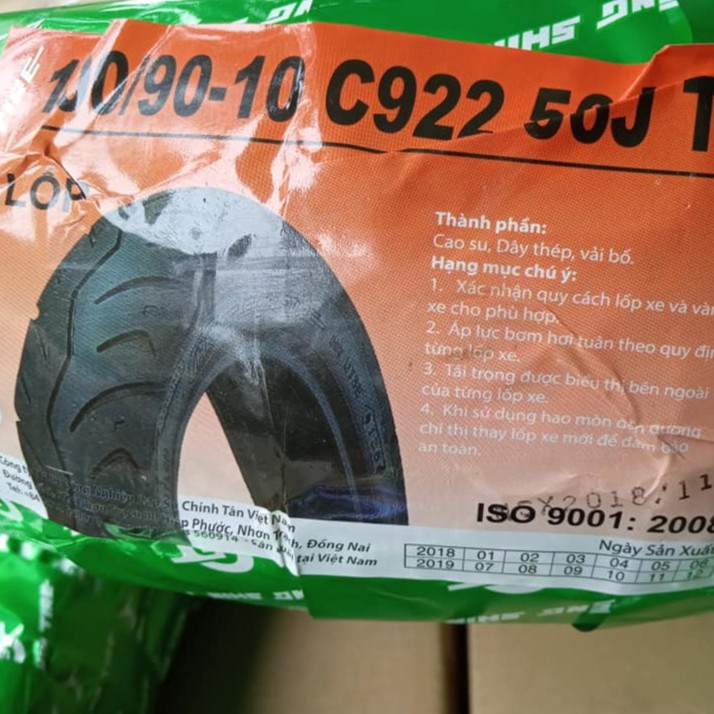 C922 50J
LỐP
Thành phần:
Cao su, Dây thép, vải bố.
Hạng mục chú ý:
1. Xác nhận quy cách lốp xe và vàn
xe cho phù hợp.
2. Áp lực bơm hơi tuân theo quy địn
từng lốp xe.
3. Tải trọng được biểu thị bên ngoài
của từng lốp xe.
4. Khi sử dụng hao mòn đến đường
chỉ thị thay lốp xe mới để đảm bảo
an toàn.
2018/11
ISO 9001: 2008
Chính Tân Việt Nam
Phước, Nhơn Trạch, Đồng Nai
560914 - Sản xuất tại Việt Nam
Ngày Sản Xuất
2018 01 02 03 04 05 06
2019 07 08 09 10 11 12